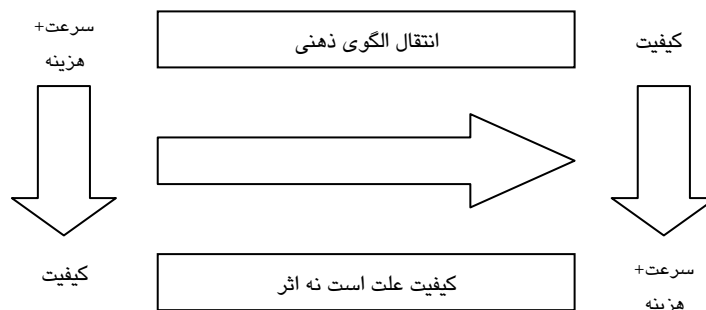 کیفیت
انتقال الگوی ذهنی
سرعت+
هزینه
سرعت+
هزینه
کیفیت علت است نه اثر
کیفیت